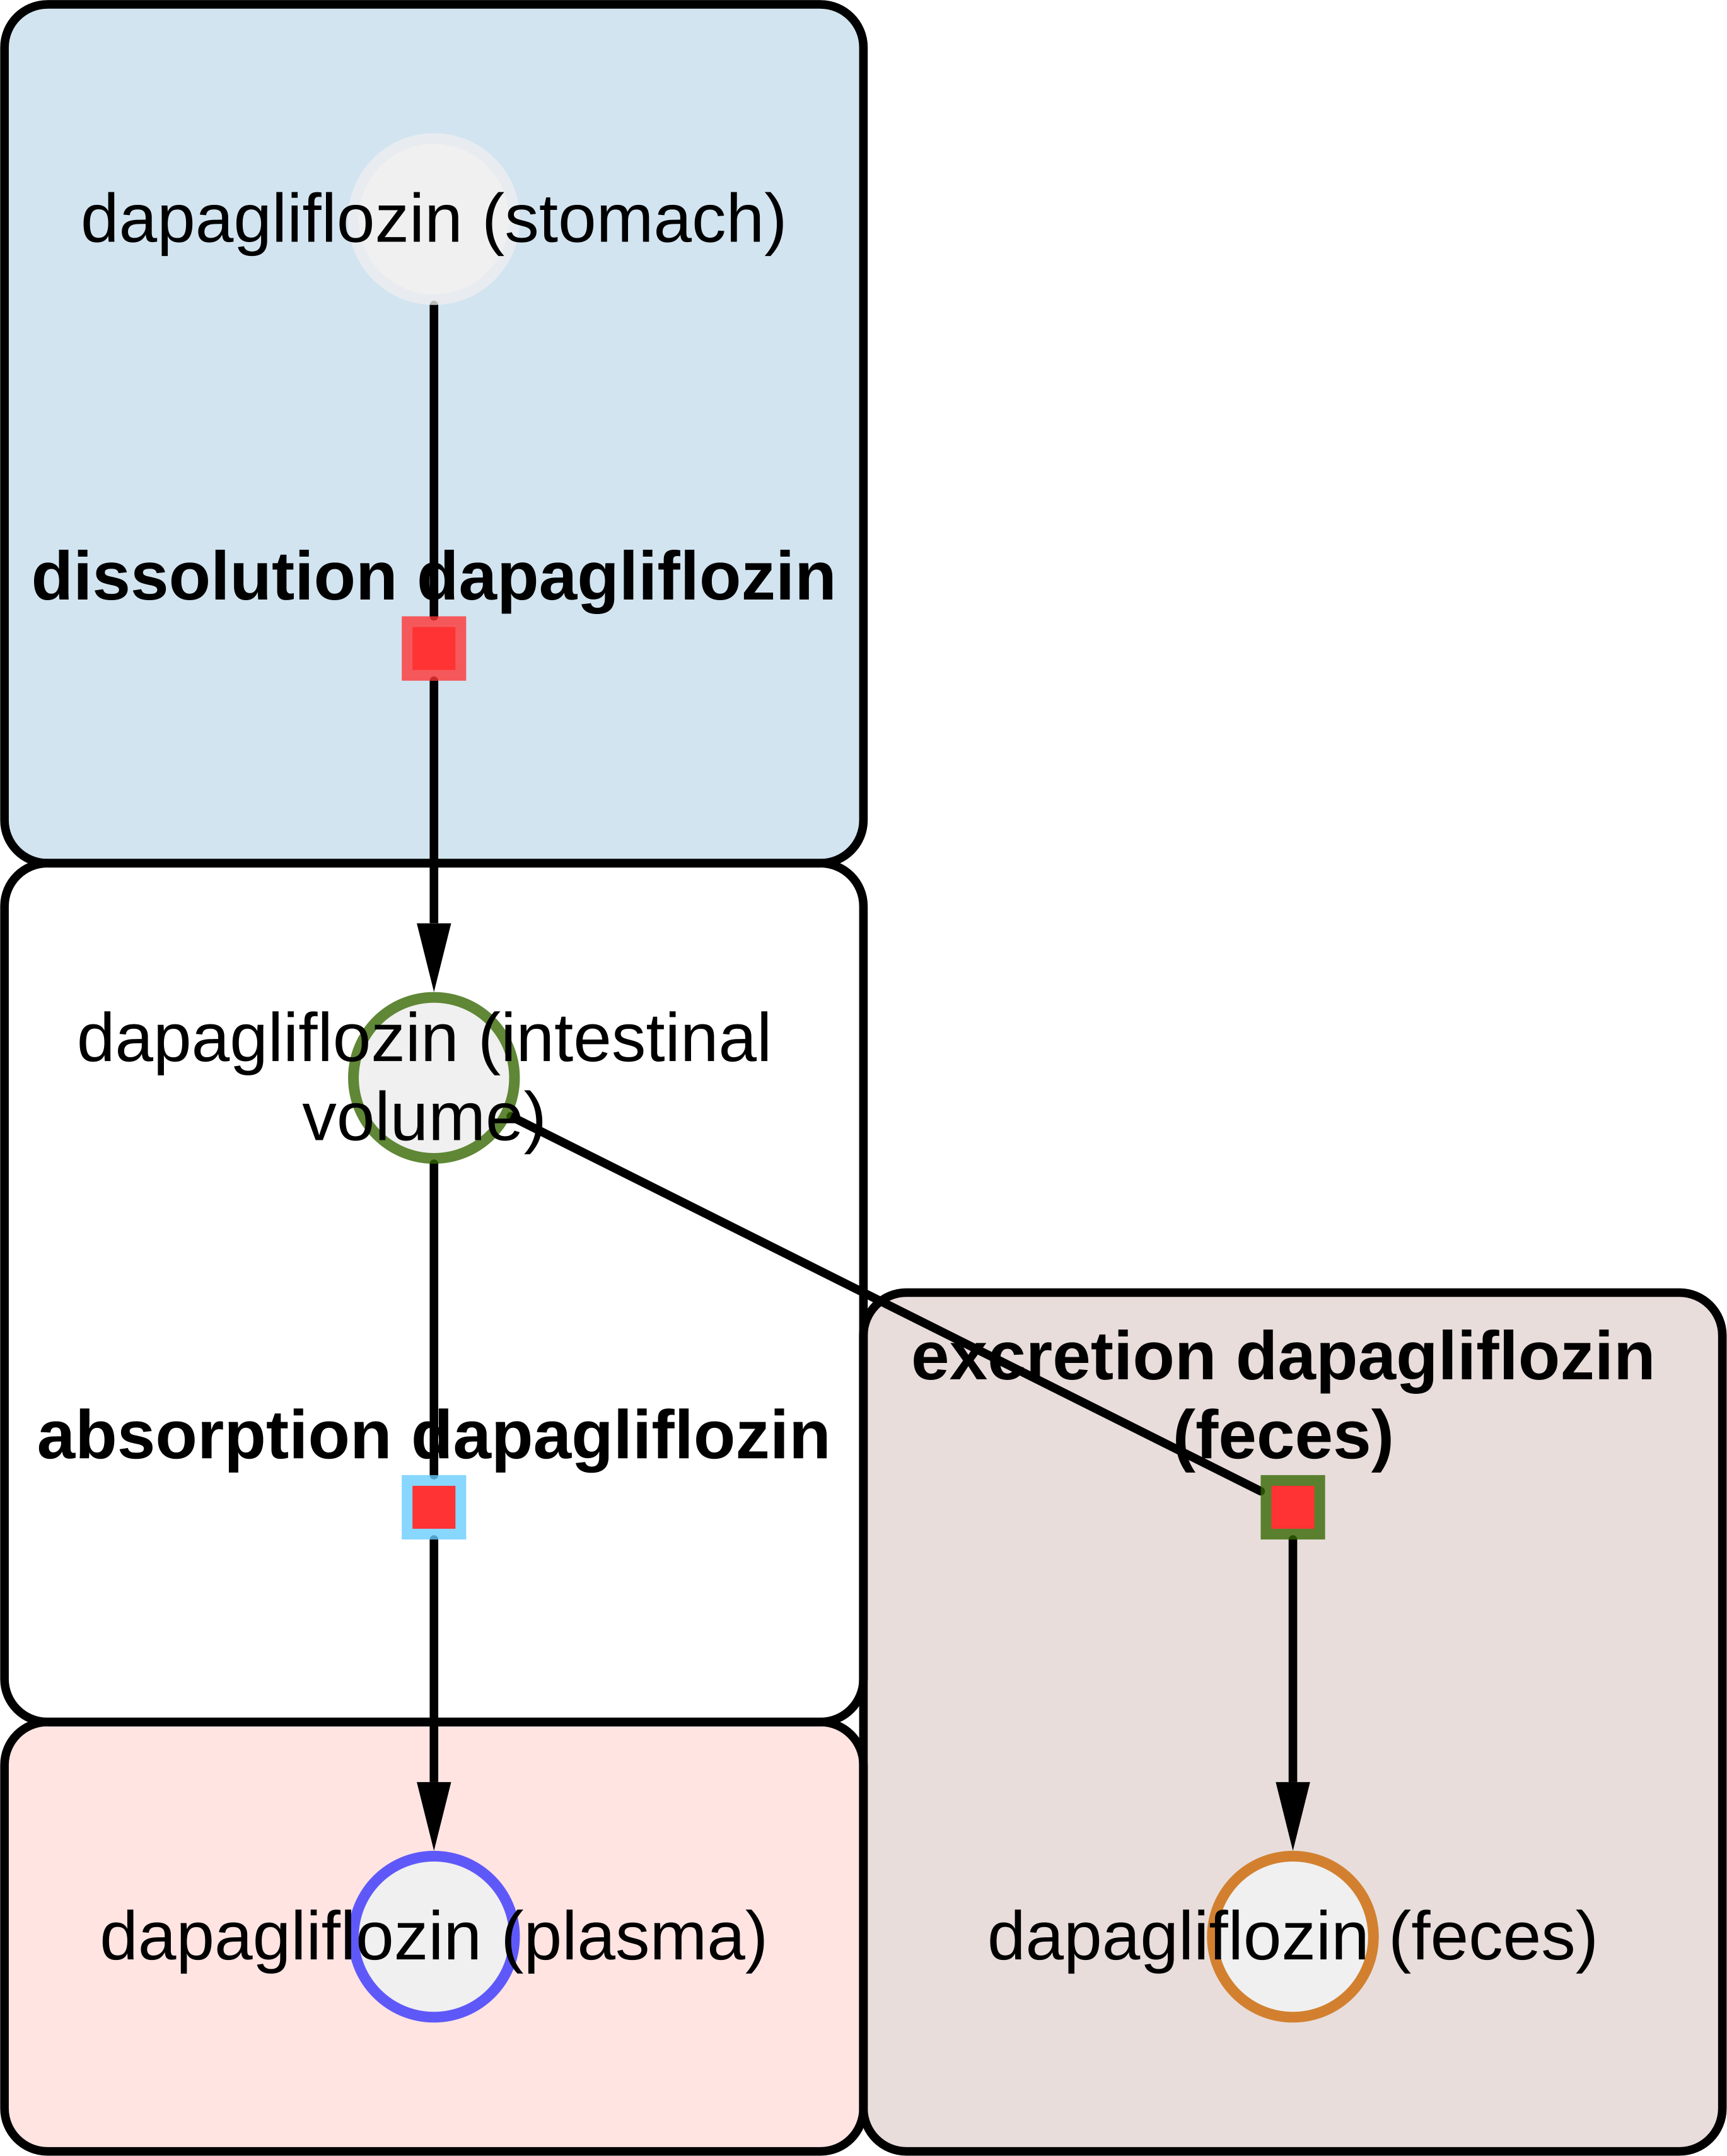 dapagliflozin (stomach)
dissolution dapagliflozin
dapagliflozin (intestinal
volume)
excretion dapagliflozin
(feces)
absorption dapagliflozin
dapagliflozin (plasma)
dapagliflozin (feces)